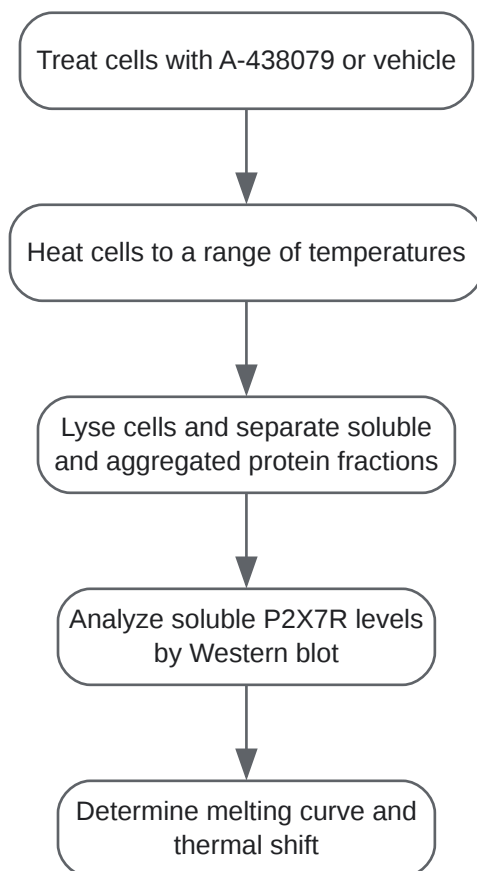 Treat cells with A-438079 or vehicle
Heat cells to a range of temperatures
Lyse cells and separate soluble
and aggregated protein fractions
Analyze soluble P2X7R levels
by Western blot
Determine melting curve and
thermal shift